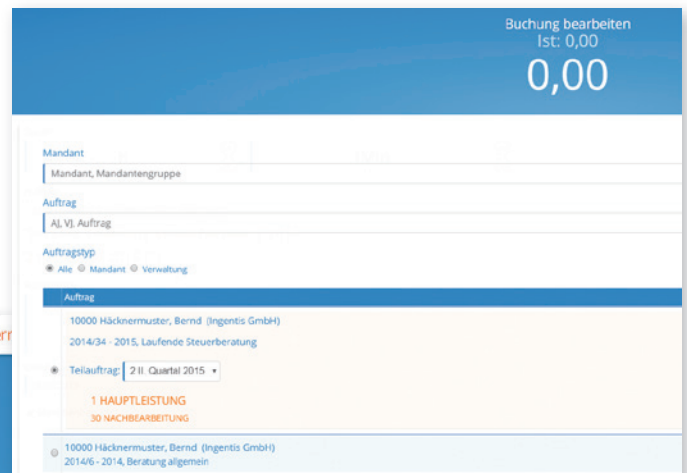 Buchung bearbeiten
Ist: 0,00
0,00
Mandant
Mandant, Mandantengruppe
Auftrag
AJ, VJ, Auftrag
Auftragstyp
Alle Mandant Verwaltung
Auftrag
10000 Häcknermuster, Bernd (Ingentis GmbH)
2014/34 - 2015, Laufende Steuerberatung
Teilauftrag: 2 II. Quartal 2015
1 HAUPTLEISTUNG
30 NACHBEARBEITUNG
10000 Häcknermuster, Bernd (Ingentis GmbH)
2014/6 - 2014, Beratung allgemein